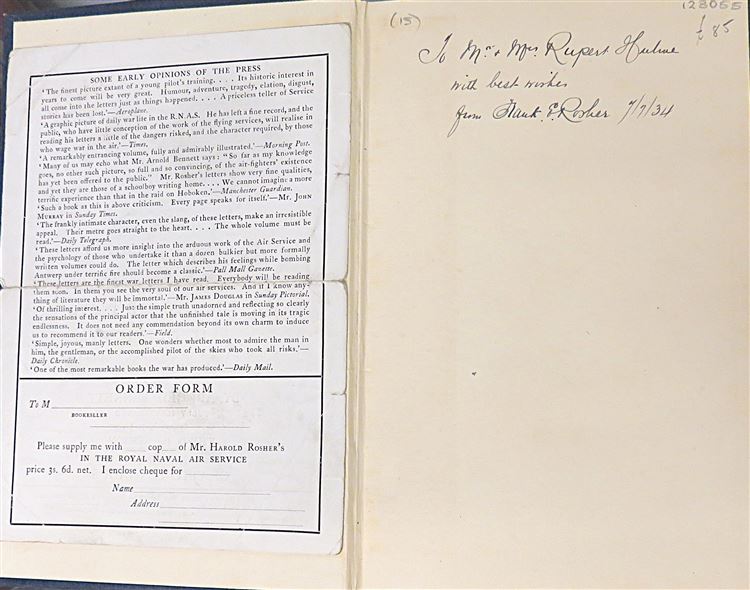 SOME EARLY OPINIONS OF THE PRESS
'The finest picture extant of a young pilot's training. . . . Its historic interest in
years to come will be very great. Humour, adventure, tragedy, elation, disgust,
all come into the letters just as things happened. . . . A priceless teller of Service
stories has been lost.'—Aeroplane.
'A graphic picture of daily war life in the R.N.A.S. He has left a fine record, and the
public, who have little conception of the work of the flying services, will realise in
reading his letters a little of the dangers risked, and the character required, by those
who wage war in the air.'—Times.
'A remarkably entrancing volume, fully and admirably illustrated.'—Morning Post.
'Many of us may echo what Mr. Arnold Bennett says: "So far as my knowledge
goes, no other such picture, so full and so convincing, of the air-fighters' existence
has yet been offered to the public." Mr. Rosher's letters show very fine qualities,
and yet they are those of a schoolboy writing home. . . . We cannot imagine a more
terrific experience than that in the raid on Hoboken.'—Manchester Guardian.
'Such a book as this is above criticism. Every page speaks for itself.'—Mr. JOHN
MURRAY in Sunday Times.
'The frankly intimate character, even the slang, of these letters, make an irresistible
appeal. Their metre goes straight to the heart. . . . The whole volume must be
read.'—Daily Telegraph.
'These letters afford us more insight into the arduous work of the Air Service and
the psychology of those who undertake it than a dozen bulkier but more formally
written volumes could do. The letter which describes his feelings while bombing
Antwerp under terrific fire should become a classic.'—Pall Mall Gazette.
'These letters are the finest war letters I have read. Everybody will be reading
them soon. In them you see the very soul of our air services. And if I know any-
thing of literature they will be immortal.'—Mr. JAMES DOUGLAS in Sunday Pictorial.
'Of thrilling interest. . . . Just the simple truth unadorned and reflecting so clearly
the sensations of the principal actor that the unfinished tale is moving in its tragic
endlessness. It does not need any commendation beyond its own charm to induce
us to recommend it to our readers.'—Field.
'Simple, joyous, manly letters. One wonders whether most to admire the man in
him, the gentleman, or the accomplished pilot of the skies who took all risks.'—
Daily Chronicle.
'One of the most remarkable books the war has produced.'—Daily Mail.
ORDER FORM
To M
BOOKSELLER
Please supply me with cop of MR. HAROLD ROSHER'S
IN THE ROYAL NAVAL AIR SERVICE
price 3s. 6d. net. I enclose cheque for
Name
Address
(15)
128055
£85
To Mr & Mrs Rupert Hulme
with best wishes
from Frank E Rosher 7/7/34